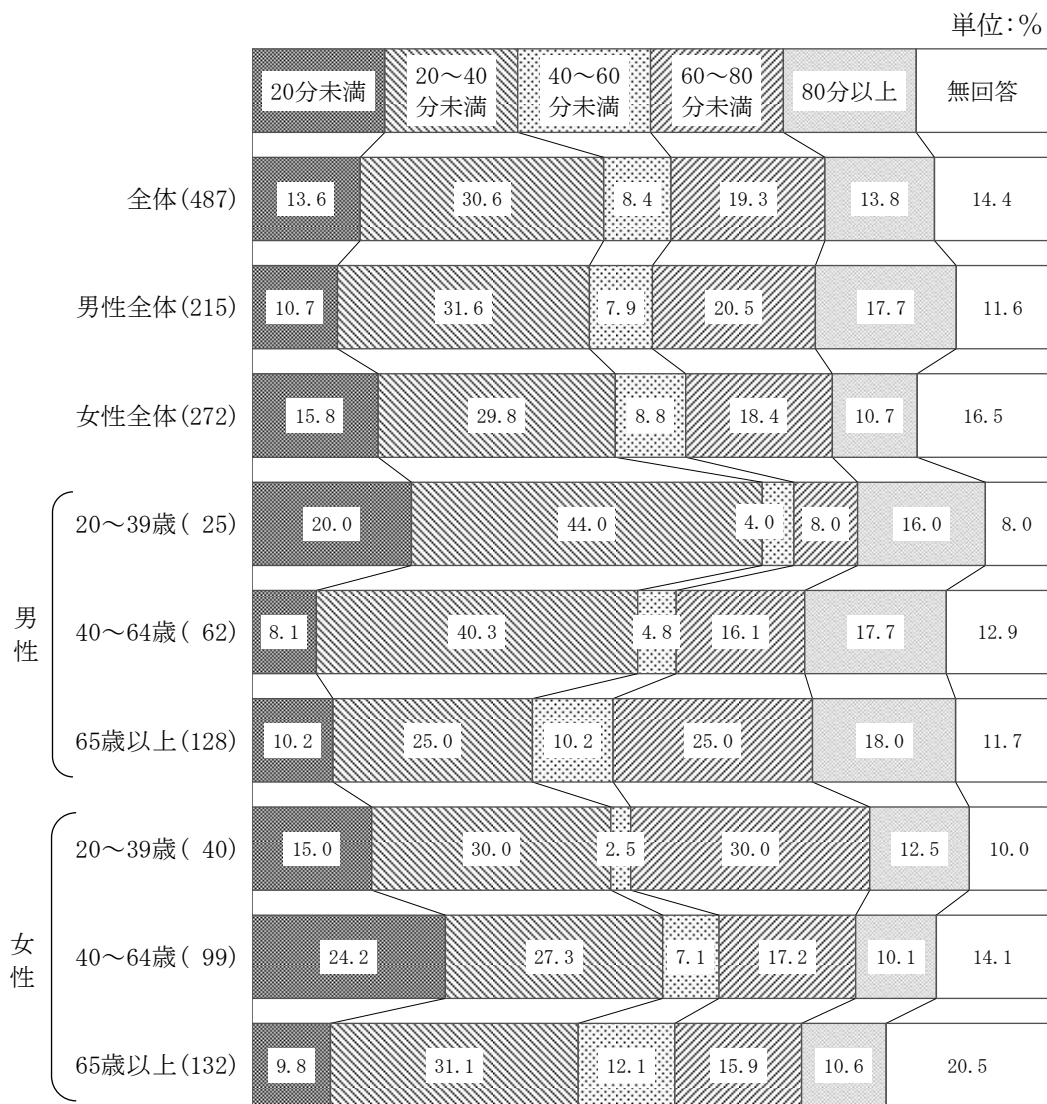 単位:%
20分未満 20～40分未満 40～60分未満 60～80分未満 80分以上 無回答
全体(487) 13.6 30.6 8.4 19.3 13.8 14.4
男性全体(215) 10.7 31.6 7.9 20.5 17.7 11.6
女性全体(272) 15.8 29.8 8.8 18.4 10.7 16.5
男性
20～39歳( 25) 20.0 44.0 4.0 8.0 16.0 8.0
40～64歳( 62) 8.1 40.3 4.8 16.1 17.7 12.9
65歳以上(128) 10.2 25.0 10.2 25.0 18.0 11.7
女性
20～39歳( 40) 15.0 30.0 2.5 30.0 12.5 10.0
40～64歳( 99) 24.2 27.3 7.1 17.2 10.1 14.1
65歳以上(132) 9.8 31.1 12.1 15.9 10.6 20.5